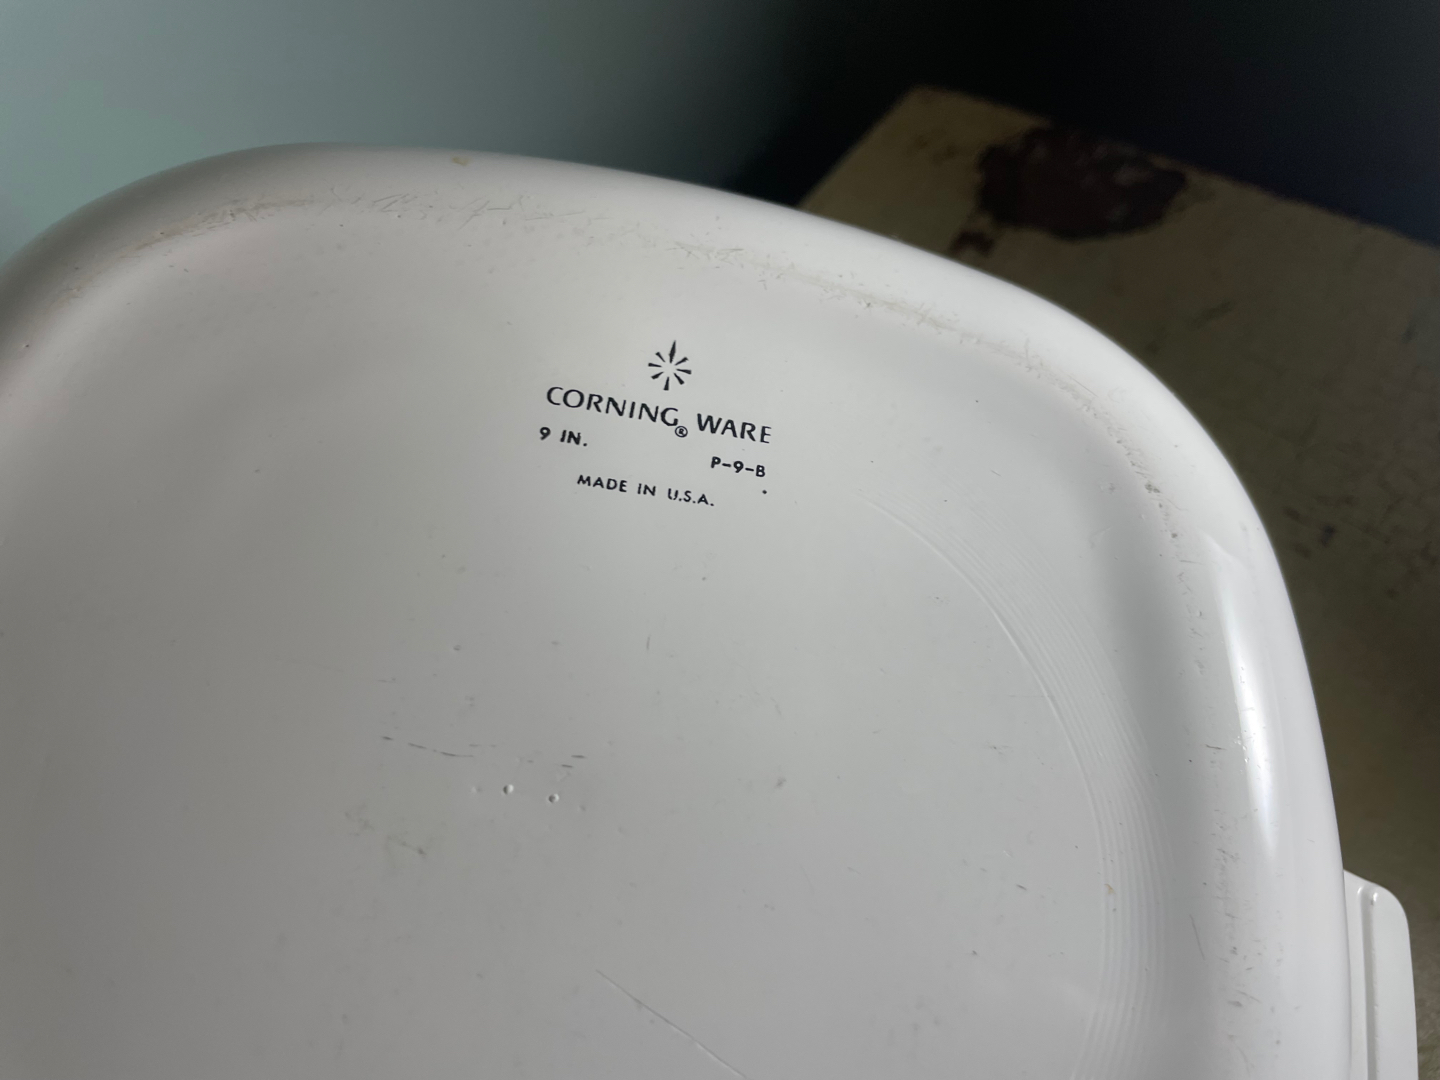 CORNING® WARE
9 IN.
P-9-B
MADE IN U.S.A.